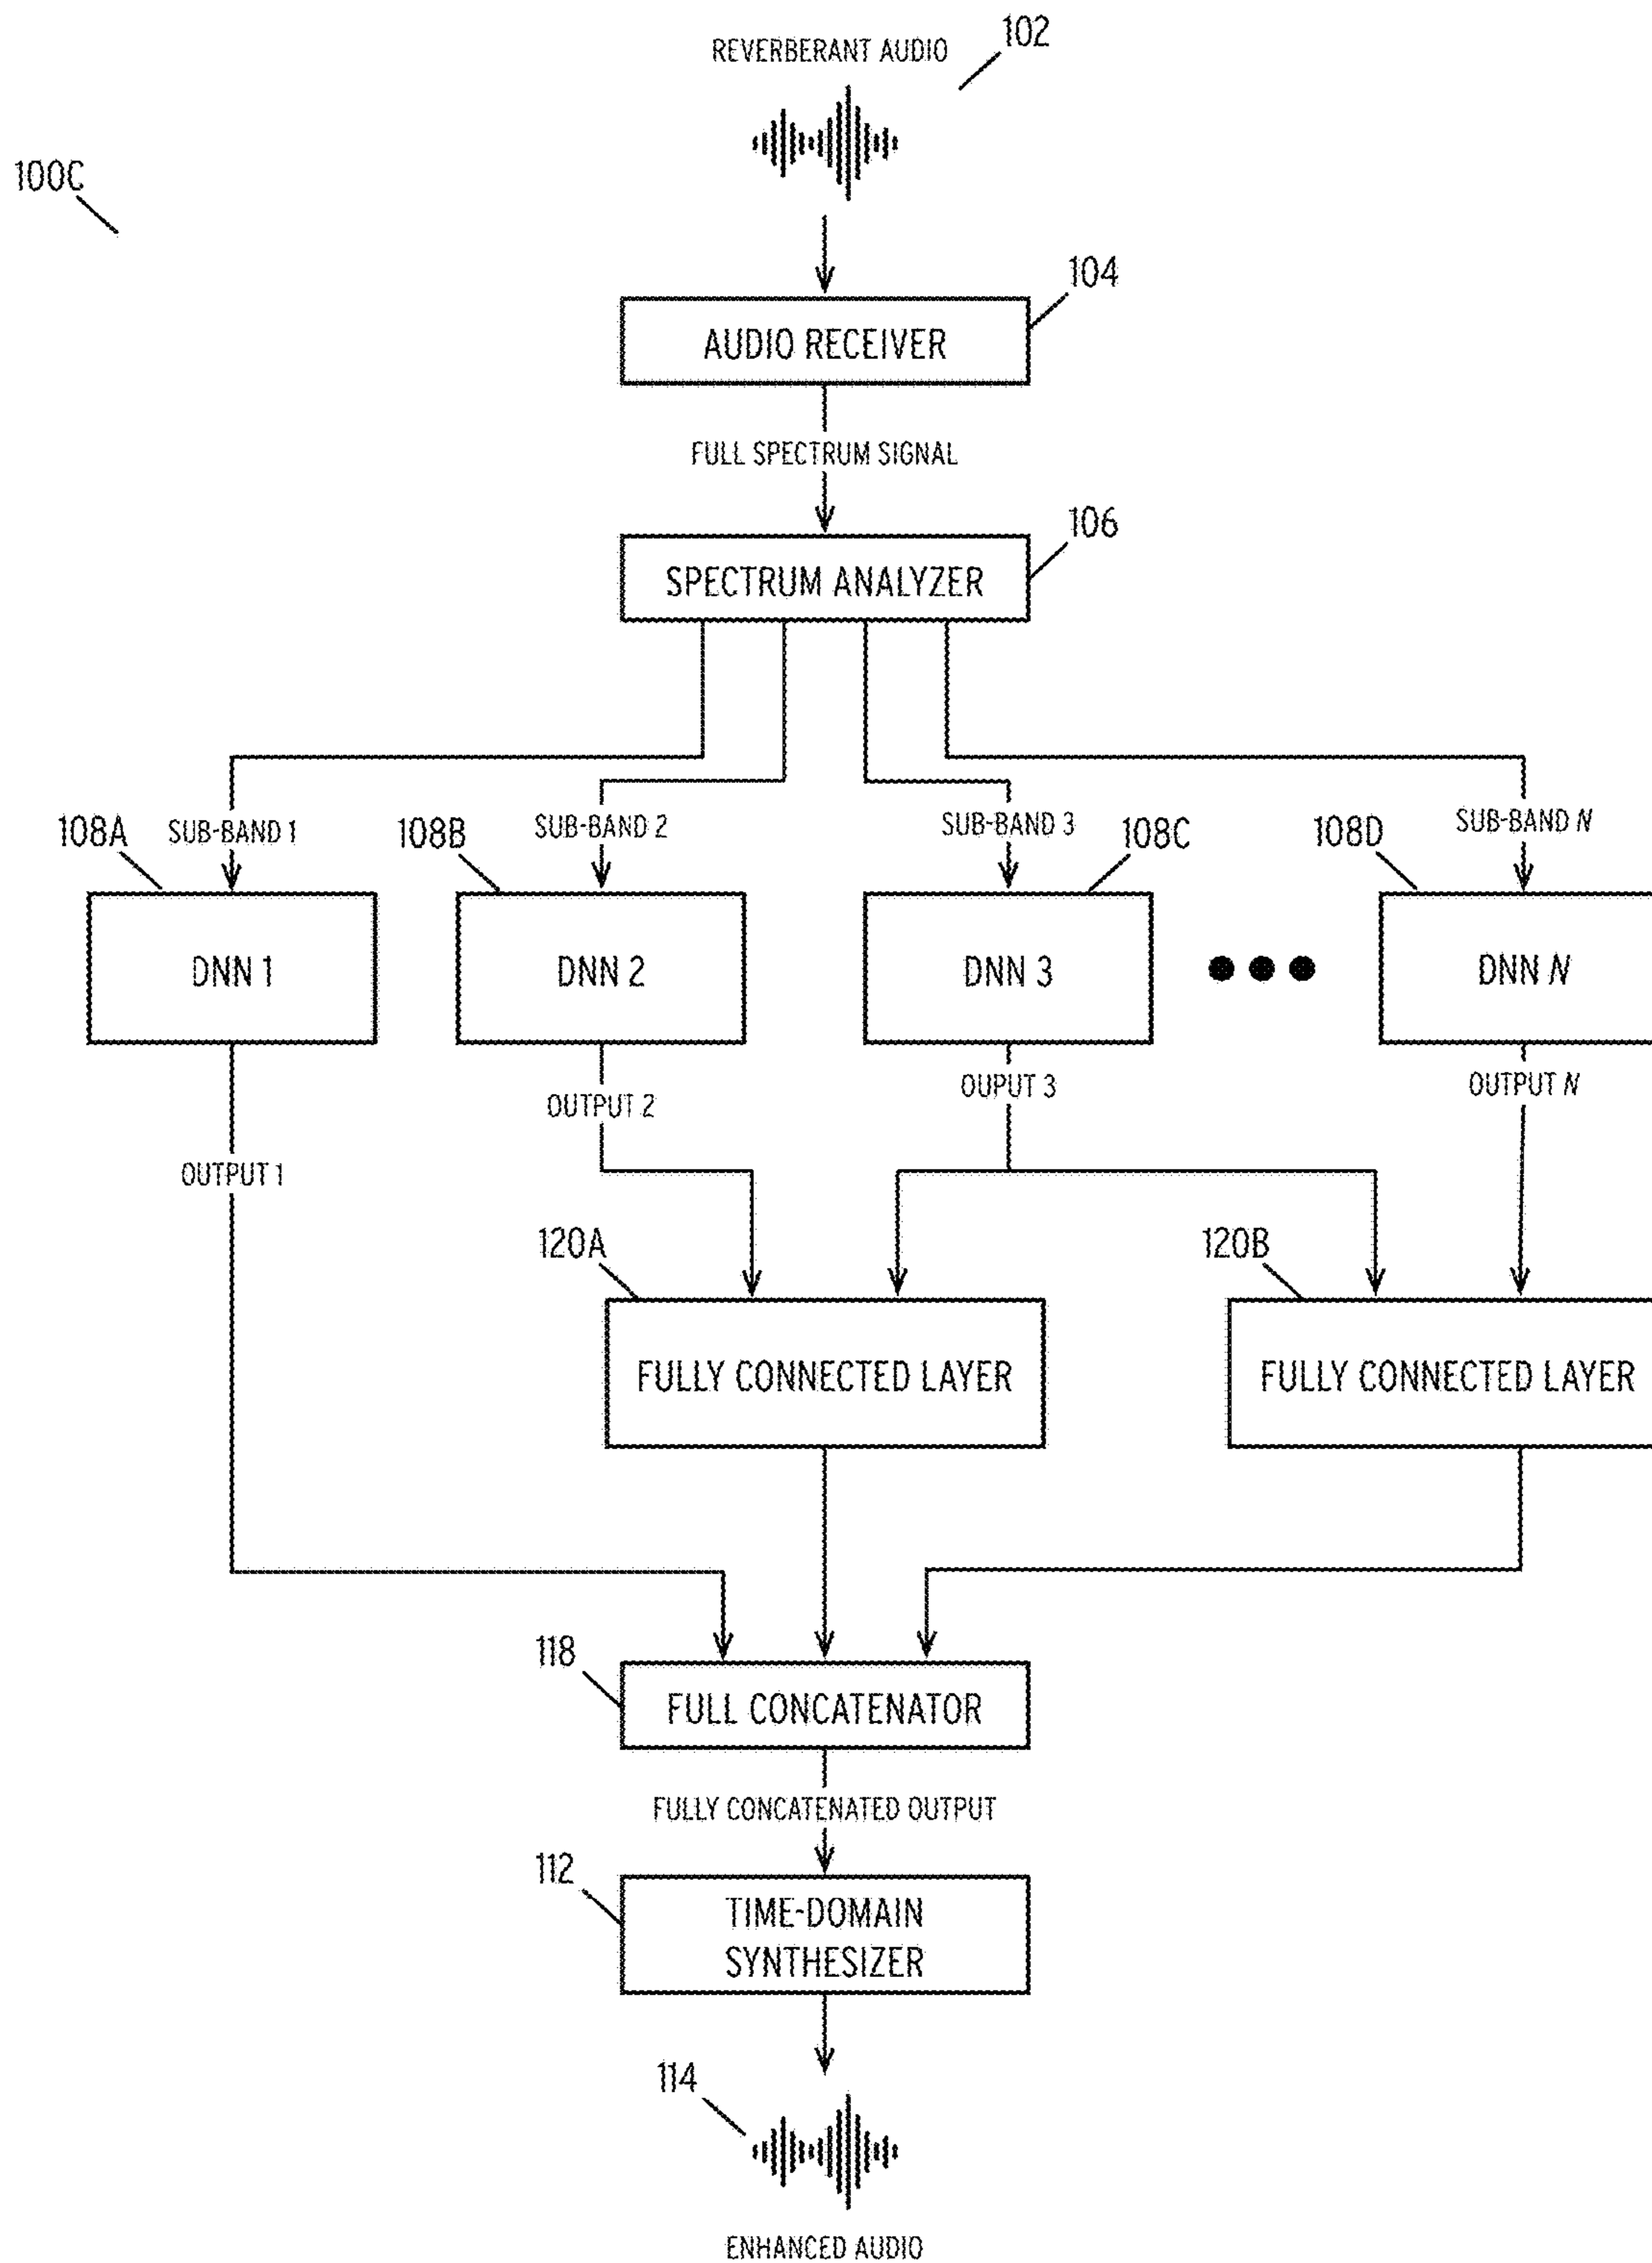 REVERBERANT AUDIO
102
100C
104
AUDIO RECEIVER
FULL SPECTRUM SIGNAL
106
SPECTRUM ANALYZER
108A
SUB-BAND 1
108B
SUB-BAND 2
SUB-BAND 3
108C
108D
SUB-BAND N
DNN 1
DNN 2
DNN 3
DNN N
OUTPUT 1
OUTPUT 2
OUPUT 3
OUTPUT N
120A
120B
FULLY CONNECTED LAYER
FULLY CONNECTED LAYER
118
FULL CONCATENATOR
FULLY CONCATENATED OUTPUT
112
TIME-DOMAIN
SYNTHESIZER
114
ENHANCED AUDIO